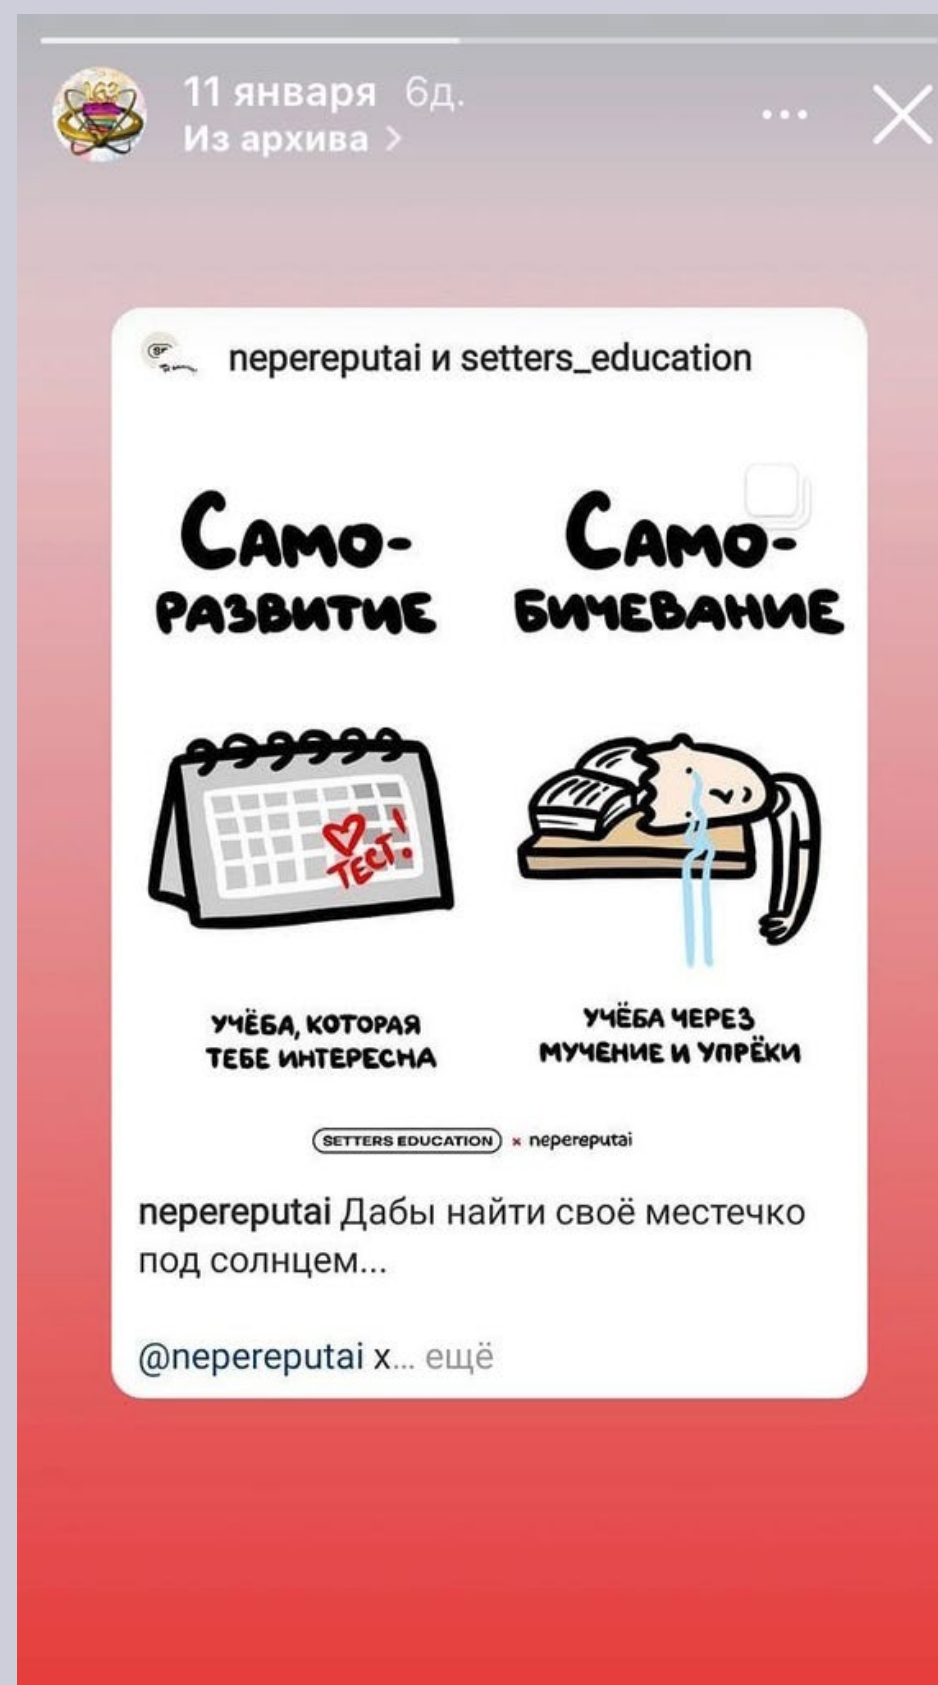 11 января 6д.
Из архива >
nepereputai и setters_education
Само-
развитие
Само-
бичевание
ТЕСТ!
учёба, которая
тебе интересна
учёба через
мучение и упрёки
SETTERS EDUCATION × nepereputai
nepereputai Дабы найти своё местечко
под солнцем...
@nepereputai x... ещё